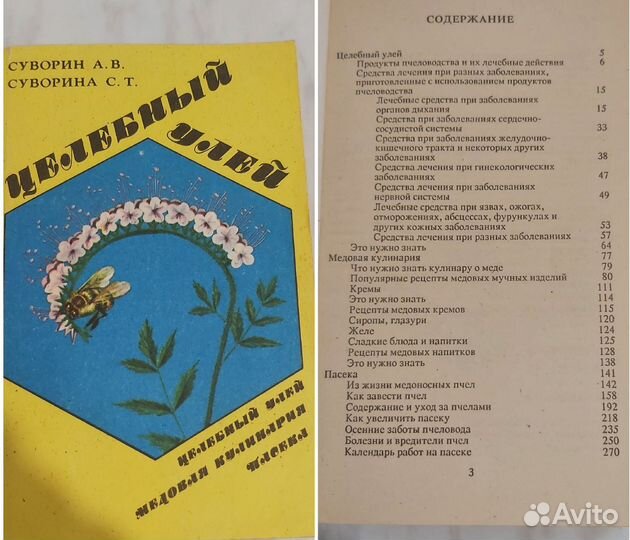 СУВОРИН А.В.
СУВОРИНА С.Т.
ЦЕЛЕБНЫЙ
УЛЕЙ
ЦЕЛЕБНЫЙ УЛЕЙ
МЕДОВАЯ КУЛИНАРИЯ
ПАСЕКА
СОДЕРЖАНИЕ
Целебный улей 5
Продукты пчеловодства и их лечебные действия 6
Средства лечения при разных заболеваниях,
приготовленные с использованием продуктов
пчеловодства 15
Лечебные средства при заболеваниях
органов дыхания 15
Средства при заболеваниях сердечно-
сосудистой системы 33
Средства при заболеваниях желудочно-
кишечного тракта и некоторых других
заболеваниях 38
Средства лечения при гинекологических
заболеваниях 47
Средства лечения при заболевании
нервной системы 49
Лечебные средства при язвах, ожогах,
отморожениях, абсцессах, фурункулах и
других кожных заболеваниях 53
Средства лечения при разных заболеваниях 57
Это нужно знать 64
Медовая кулинария 77
Что нужно знать кулинару о меде 79
Популярные рецепты медовых мучных изделий 80
Кремы 111
Это нужно знать 114
Рецепты медовых кремов 115
Сиропы, глазури 120
Желе 124
Сладкие блюда и напитки 125
Рецепты медовых напитков 128
Это нужно знать 138
Пасека 141
Из жизни медоносных пчел 142
Как завести пчел 158
Содержание и уход за пчелами 192
Как увеличить пасеку 218
Осенние заботы пчеловода 235
Болезни и вредители пчел 250
Календарь работ на пасеке 270
3
Avito